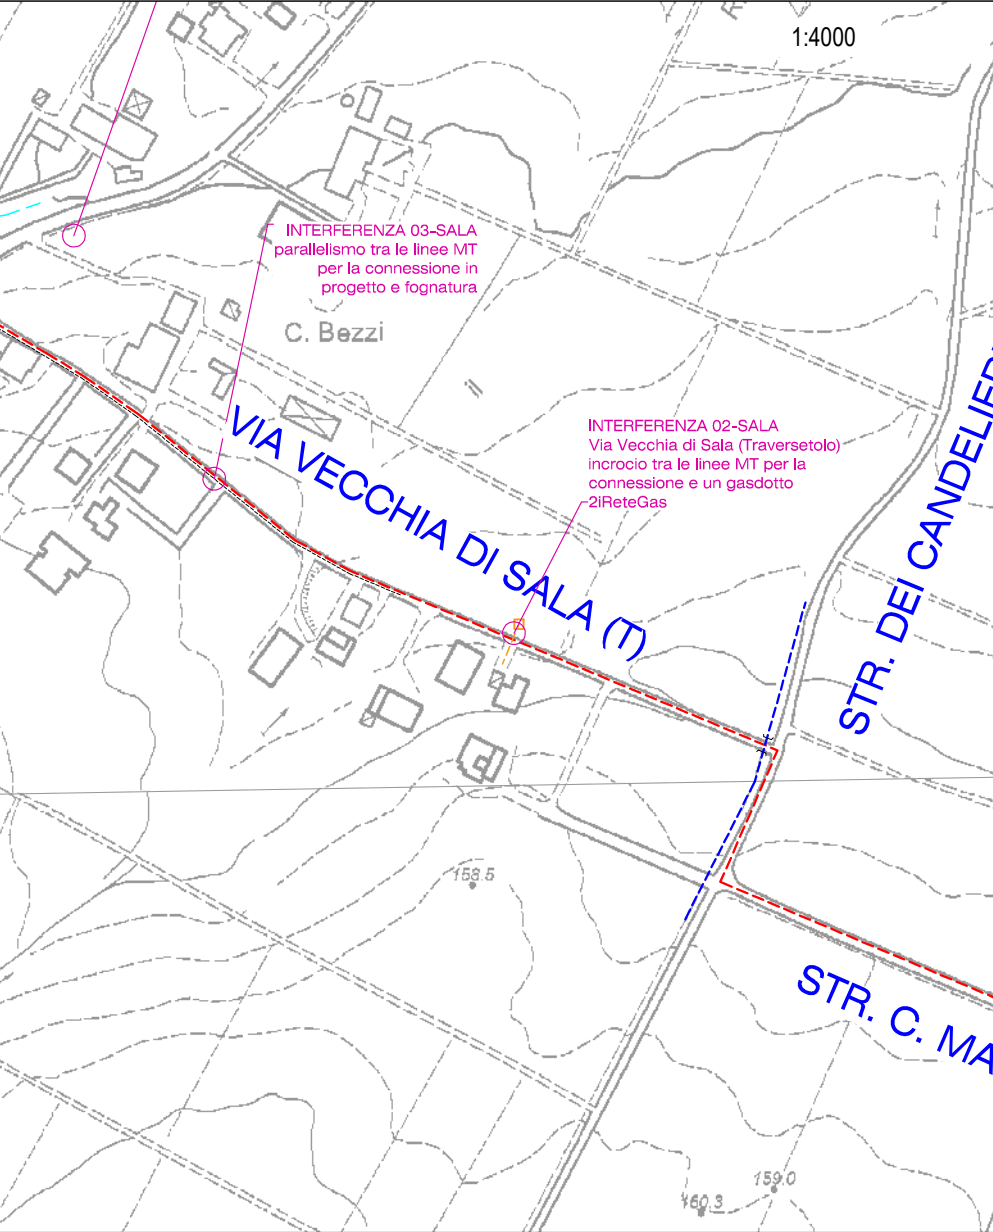 1:4000
INTERFERENZA 03-SALA
parallelismo tra le linee MT
per la connessione in
progetto e fognatura
C. Bezzi
INTERFERENZA 02-SALA
Via Vecchia di Sala (Traversetolo)
incrocio tra le linee MT per la
connessione e un gasdotto
2iReteGas
VIA VECCHIA DI SALA (T)
STR. DEI CANDELIER
158.5
STR. C. MA
159.0
160.3